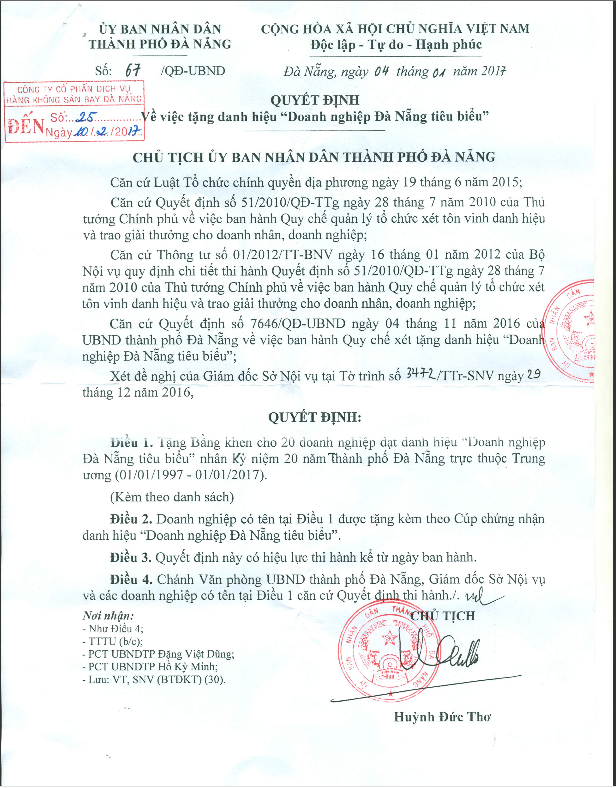 ỦY BAN NHÂN DÂN
THÀNH PHỐ ĐÀ NẴNG
CỘNG HÒA XÃ HỘI CHỦ NGHĨA VIỆT NAM
Độc lập - Tự do - Hạnh phúc
Số: 67 /QĐ-UBND
Đà Nẵng, ngày 04 tháng 01 năm 2017
CÔNG TY CỔ PHẦN DỊCH VỤ
HÀNG KHÔNG SÂN BAY ĐÀ NẴNG
ĐẾN
Số:...25...............
Ngày 10./.2./2017.
QUYẾT ĐỊNH
Về việc tặng danh hiệu “Doanh nghiệp Đà Nẵng tiêu biểu”
CHỦ TỊCH ỦY BAN NHÂN DÂN THÀNH PHỐ ĐÀ NẴNG
Căn cứ Luật Tổ chức chính quyền địa phương ngày 19 tháng 6 năm 2015;
Căn cứ Quyết định số 51/2010/QĐ-TTg ngày 28 tháng 7 năm 2010 của Thủ
tướng Chính phủ về việc ban hành Quy chế quản lý tổ chức xét tôn vinh danh hiệu
và trao giải thưởng cho doanh nhân, doanh nghiệp;
Căn cứ Thông tư số 01/2012/TT-BNV ngày 16 tháng 01 năm 2012 của Bộ
Nội vụ quy định chi tiết thi hành Quyết định số 51/2010/QĐ-TTg ngày 28 tháng 7
năm 2010 của Thủ tướng Chính phủ về việc ban hành Quy chế quản lý tổ chức xét
tôn vinh danh hiệu và trao giải thưởng cho doanh nhân, doanh nghiệp;
Căn cứ Quyết định số 7646/QĐ-UBND ngày 04 tháng 11 năm 2016 của
UBND thành phố Đà Nẵng về việc ban hành Quy chế xét tặng danh hiệu “Doanh
nghiệp Đà Nẵng tiêu biểu”;
Xét đề nghị của Giám đốc Sở Nội vụ tại Tờ trình số 3472/TTr-SNV ngày 29
tháng 12 năm 2016,
QUYẾT ĐỊNH:
Điều 1. Tặng Bằng khen cho 20 doanh nghiệp đạt danh hiệu “Doanh nghiệp
Đà Nẵng tiêu biểu” nhân Kỷ niệm 20 năm Thành phố Đà Nẵng trực thuộc Trung
ương (01/01/1997 - 01/01/2017).
(Kèm theo danh sách)
Điều 2. Doanh nghiệp có tên tại Điều 1 được tặng kèm theo Cúp chứng nhận
danh hiệu “Doanh nghiệp Đà Nẵng tiêu biểu”.
Điều 3. Quyết định này có hiệu lực thi hành kể từ ngày ban hành.
Điều 4. Chánh Văn phòng UBND thành phố Đà Nẵng, Giám đốc Sở Nội vụ
và các doanh nghiệp có tên tại Điều 1 căn cứ Quyết định thi hành./.
Nơi nhận:
- Như Điều 4;
- TTTU (b/c);
- PCT UBNDTP Đặng Việt Dũng;
- PCT UBNDTP Hồ Kỳ Minh;
- Lưu: VT, SNV (BTĐKT) (30).
CHỦ TỊCH
Huỳnh Đức Thơ